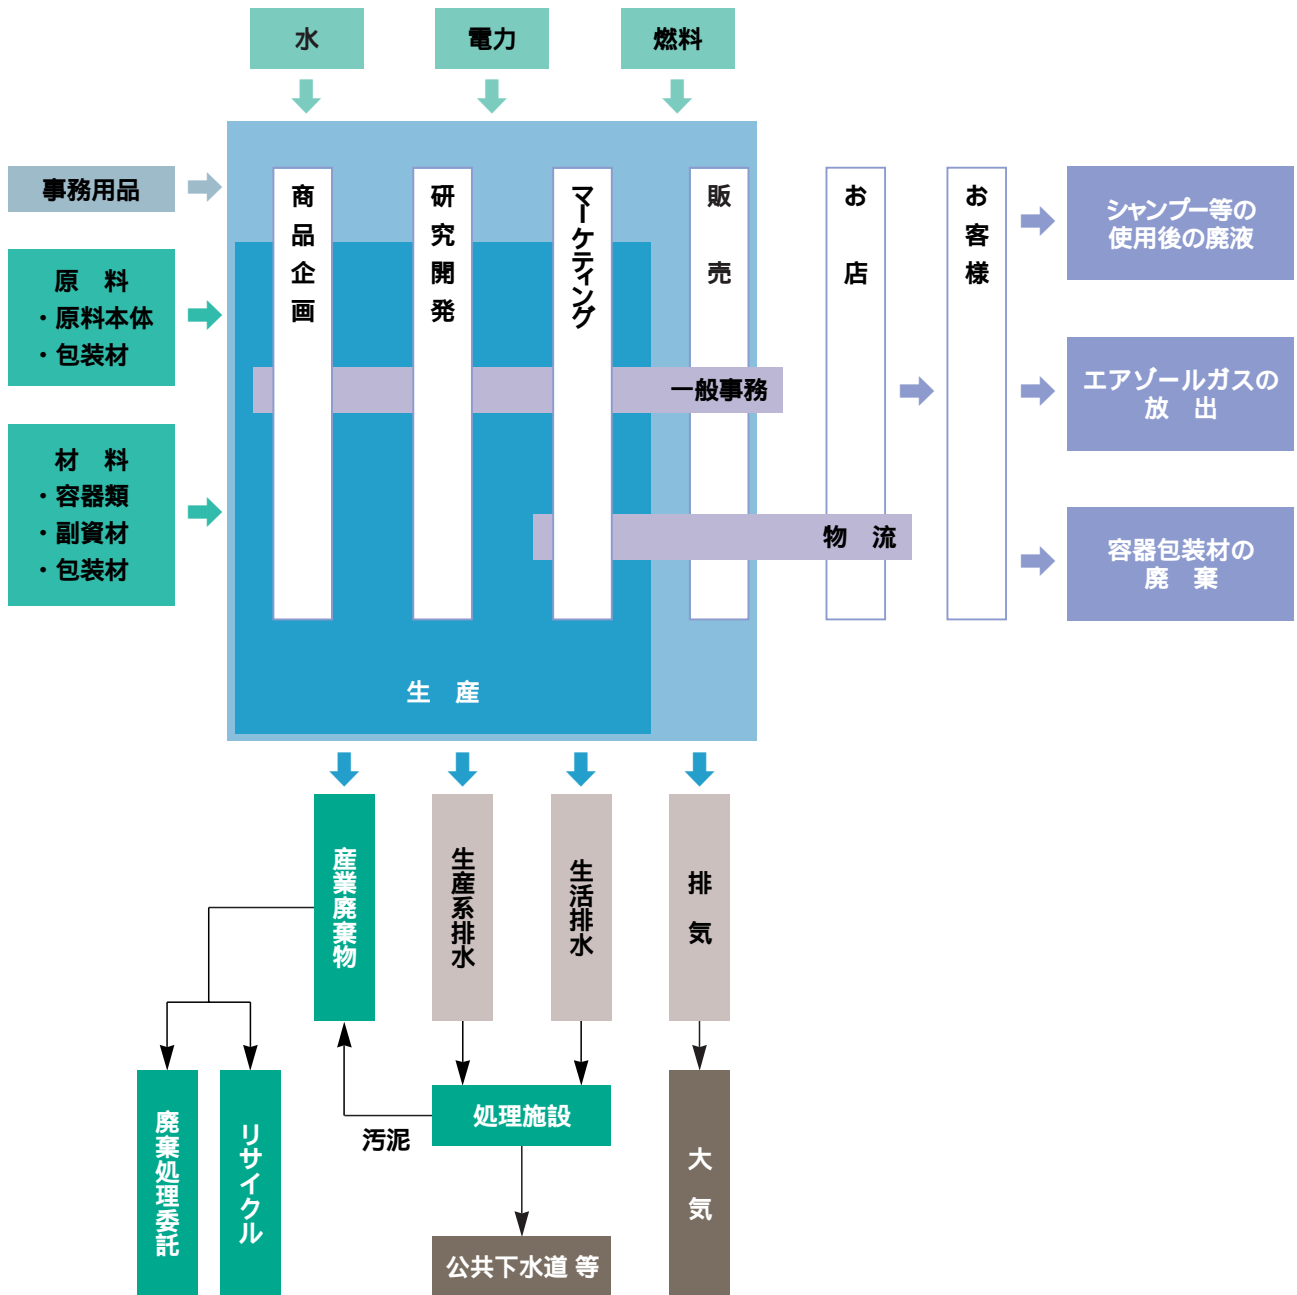 水
電力
燃料
事務用品
原　料
・原料本体
・包装材
材　料
・容器類
・副資材
・包装材
商品企画
研究開発
マーケティング
販売
お店
お客様
一般事務
物　流
生　産
シャンプー等の
使用後の廃液
エアゾールガスの
放　出
容器包装材の
廃　棄
産業廃棄物
生産系排水
生活排水
排気
処理施設
汚泥
廃棄処理委託
リサイクル
大気
公共下水道 等